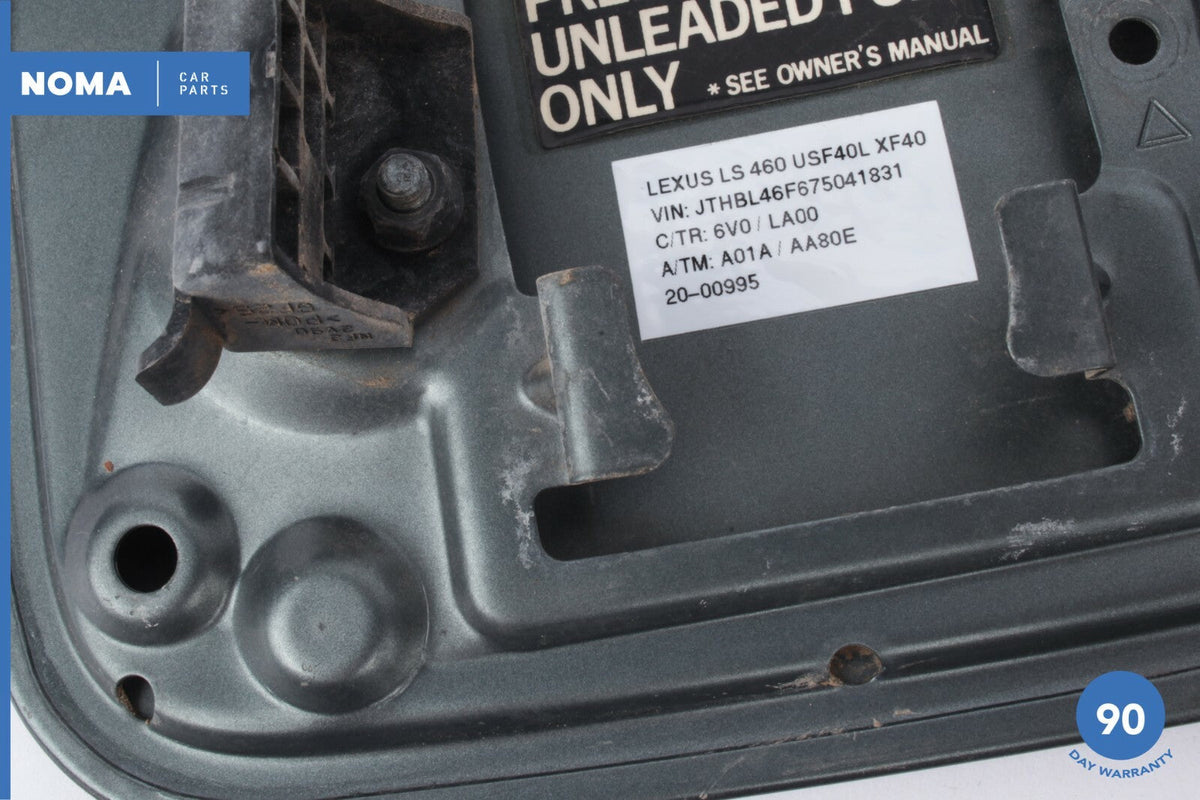 NOMA
CAR
PARTS
UNLEADED
ONLY *SEE OWNER'S MANUAL
LEXUS LS 460 USF40L XF40
VIN: JTHBL46F675041831
C/TR: 6V0 / LA00
A/TM: A01A / AA80E
20-00995
90
DAY WARRANTY